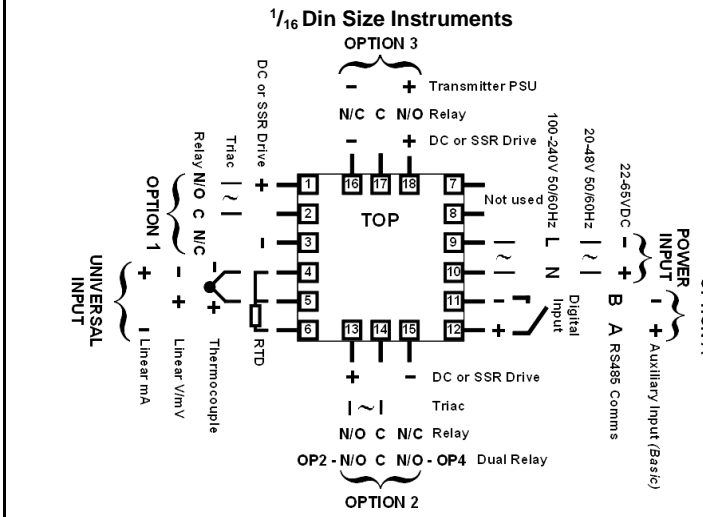 1/16 Din Size Instruments
OPTION 3
− + Transmitter PSU
N/C C N/O Relay
− + DC or SSR Drive
DC or SSR Drive
+
−
Triac
|~|
Relay N/O C N/C
OPTION 1
UNIVERSAL
INPUT
+ − Linear mA
− + Linear V/mV
− + Thermocouple
RTD
TOP
1
2
3
4
5
6
16 17 18
7
8
9
10
11
12
13 14 15
Not used
100-240V 50/60Hz
L
~
N
20-48V 50/60Hz
|~|
22-65VDC
− +
POWER
INPUT
− +
Digital
Input
B A RS485 Comms
− + Auxiliary Input (Basic)
+ − DC or SSR Drive
|~| Triac
N/O C N/C Relay
OP2 - N/O C N/O - OP4 Dual Relay
OPTION 2